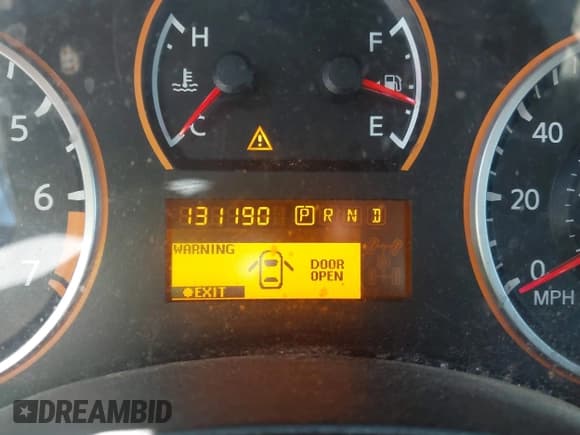 H
F
C
E
5
6
7
40
20
0
MPH
131190 P R N D
WARNING
DOOR
OPEN
EXIT
DREAMBID